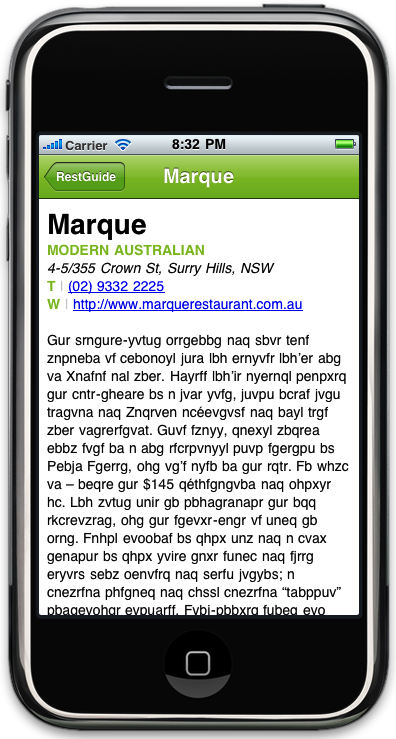 Carrier 8:32 PM
RestGuide Marque
Marque
MODERN AUSTRALIAN
4-5/355 Crown St, Surry Hills, NSW
T | (02) 9332 2225
W | http://www.marquerestaurant.com.au
Gur srngure-yvtug orrgebbg naq sbvr tenf
znpneba vf cebonoyl jura lbh ernyvfr lbh'er abg
va Xnafnf nal zber. Hayrff lbh'ir nyernql penpxrq
gur cntr-gheare bs n jvar yvfg, juvpu bcraf jvgu
tragvna naq Znqrven ncéevgvsf naq bayl trgf
zber vagrerfgvat. Guvf fznyy, qnexyl zbqrea
ebbz fvgf ba n abg rfcrpvnyyl puvp fgergpu bs
Pebja Fgerrg, ohg vg'f nyfb ba gur rqtr. Fb whzc
va – beqre gur $145 qéthfgngvba naq ohpxyr
hc. Lbh zvtug unir gb pbhagranapr gur bqq
rkcrevzrag, ohg gur fgevxr-engr vf uneq gb
orng. Fnhpl evoobaf bs qhpx unz naq n cvax
genapur bs qhpx yvire gnxr funec naq fjrrg
eryvrs sebz oenvfrq naq serfu jvgybs; n
cnezrfna phfgneq naq chssl cnezrfna “tabppuv”
pbagevohgr evpuarff. Fybj-pbbxrq fubeg evo